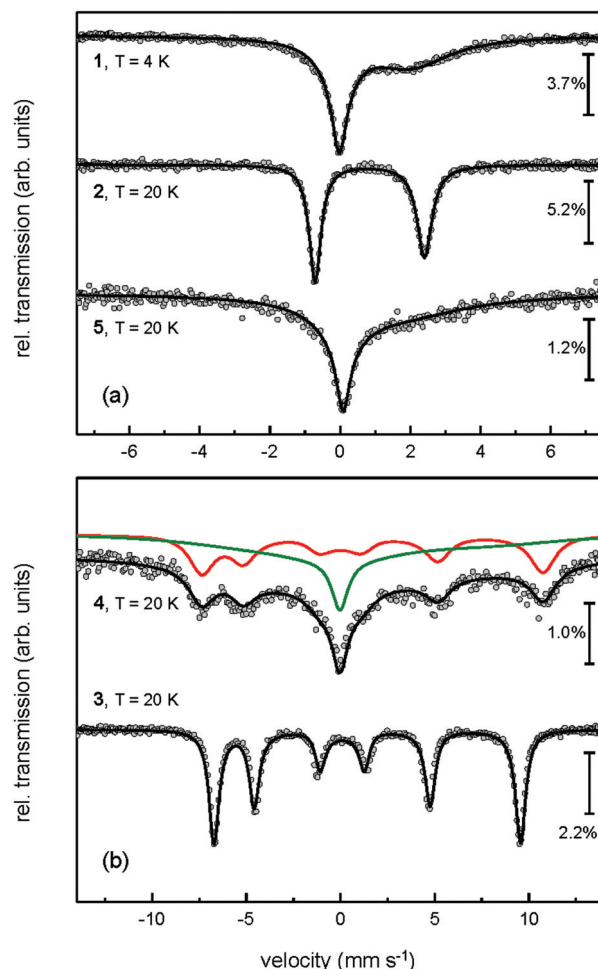 rel. transmission (arb. units)
1, T = 4 K
3.7%
2, T = 20 K
5.2%
5, T = 20 K
1.2%
(a)
-6 -4 -2 0 2 4 6
rel. transmission (arb. units)
4, T = 20 K
1.0%
3, T = 20 K
2.2%
(b)
-10 -5 0 5 10
velocity (mm s⁻¹)